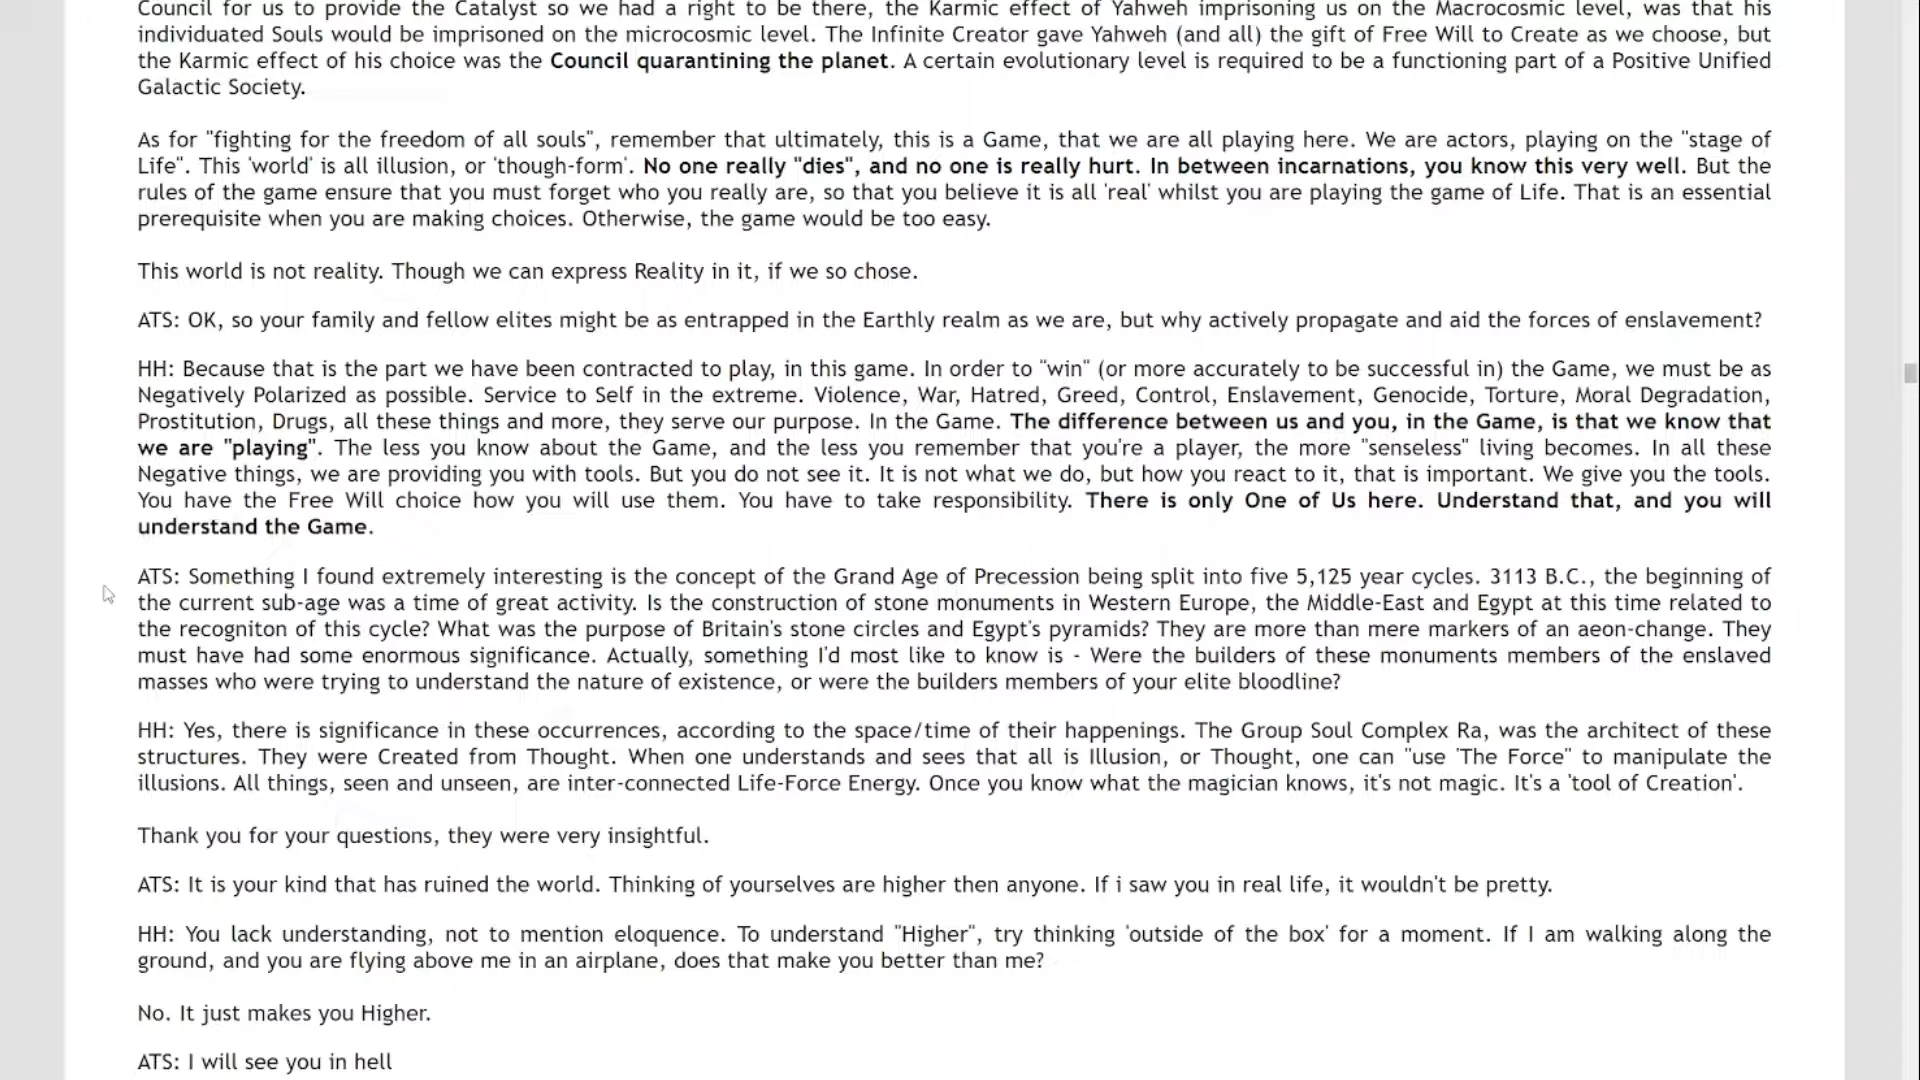 Council for us to provide the Catalyst so we had a right to be there, the Karmic effect of Yahweh imprisoning us on the Macrocosmic level, was that his
individuated Souls would be imprisoned on the microcosmic level. The Infinite Creator gave Yahweh (and all) the gift of Free Will to Create as we choose, but
the Karmic effect of his choice was the Council quarantining the planet. A certain evolutionary level is required to be a functioning part of a Positive Unified
Galactic Society.
As for "fighting for the freedom of all souls", remember that ultimately, this is a Game, that we are all playing here. We are actors, playing on the "stage of
Life". This 'world' is all illusion, or 'though-form'. No one really "dies", and no one is really hurt. In between incarnations, you know this very well. But the
rules of the game ensure that you must forget who you really are, so that you believe it is all 'real' whilst you are playing the game of Life. That is an essential
prerequisite when you are making choices. Otherwise, the game would be too easy.
This world is not reality. Though we can express Reality in it, if we so chose.
ATS: OK, so your family and fellow elites might be as entrapped in the Earthly realm as we are, but why actively propagate and aid the forces of enslavement?
HH: Because that is the part we have been contracted to play, in this game. In order to "win" (or more accurately to be successful in) the Game, we must be as
Negatively Polarized as possible. Service to Self in the extreme. Violence, War, Hatred, Greed, Control, Enslavement, Genocide, Torture, Moral Degradation,
Prostitution, Drugs, all these things and more, they serve our purpose. In the Game. The difference between us and you, in the Game, is that we know that
we are "playing". The less you know about the Game, and the less you remember that you're a player, the more "senseless" living becomes. In all these
Negative things, we are providing you with tools. But you do not see it. It is not what we do, but how you react to it, that is important. We give you the tools.
You have the Free Will choice how you will use them. You have to take responsibility. There is only One of Us here. Understand that, and you will
understand the Game.
ATS: Something I found extremely interesting is the concept of the Grand Age of Precession being split into five 5,125 year cycles. 3113 B.C., the beginning of
the current sub-age was a time of great activity. Is the construction of stone monuments in Western Europe, the Middle-East and Egypt at this time related to
the recogniton of this cycle? What was the purpose of Britain's stone circles and Egypt's pyramids? They are more than mere markers of an aeon-change. They
must have had some enormous significance. Actually, something I'd most like to know is - Were the builders of these monuments members of the enslaved
masses who were trying to understand the nature of existence, or were the builders members of your elite bloodline?
HH: Yes, there is significance in these occurrences, according to the space/time of their happenings. The Group Soul Complex Ra, was the architect of these
structures. They were Created from Thought. When one understands and sees that all is Illusion, or Thought, one can "use 'The Force" to manipulate the
illusions. All things, seen and unseen, are inter-connected Life-Force Energy. Once you know what the magician knows, it's not magic. It's a 'tool of Creation'.
Thank you for your questions, they were very insightful.
ATS: It is your kind that has ruined the world. Thinking of yourselves are higher then anyone. If i saw you in real life, it wouldn't be pretty.
HH: You lack understanding, not to mention eloquence. To understand "Higher", try thinking 'outside of the box' for a moment. If I am walking along the
ground, and you are flying above me in an airplane, does that make you better than me?
No. It just makes you Higher.
ATS: I will see you in hell